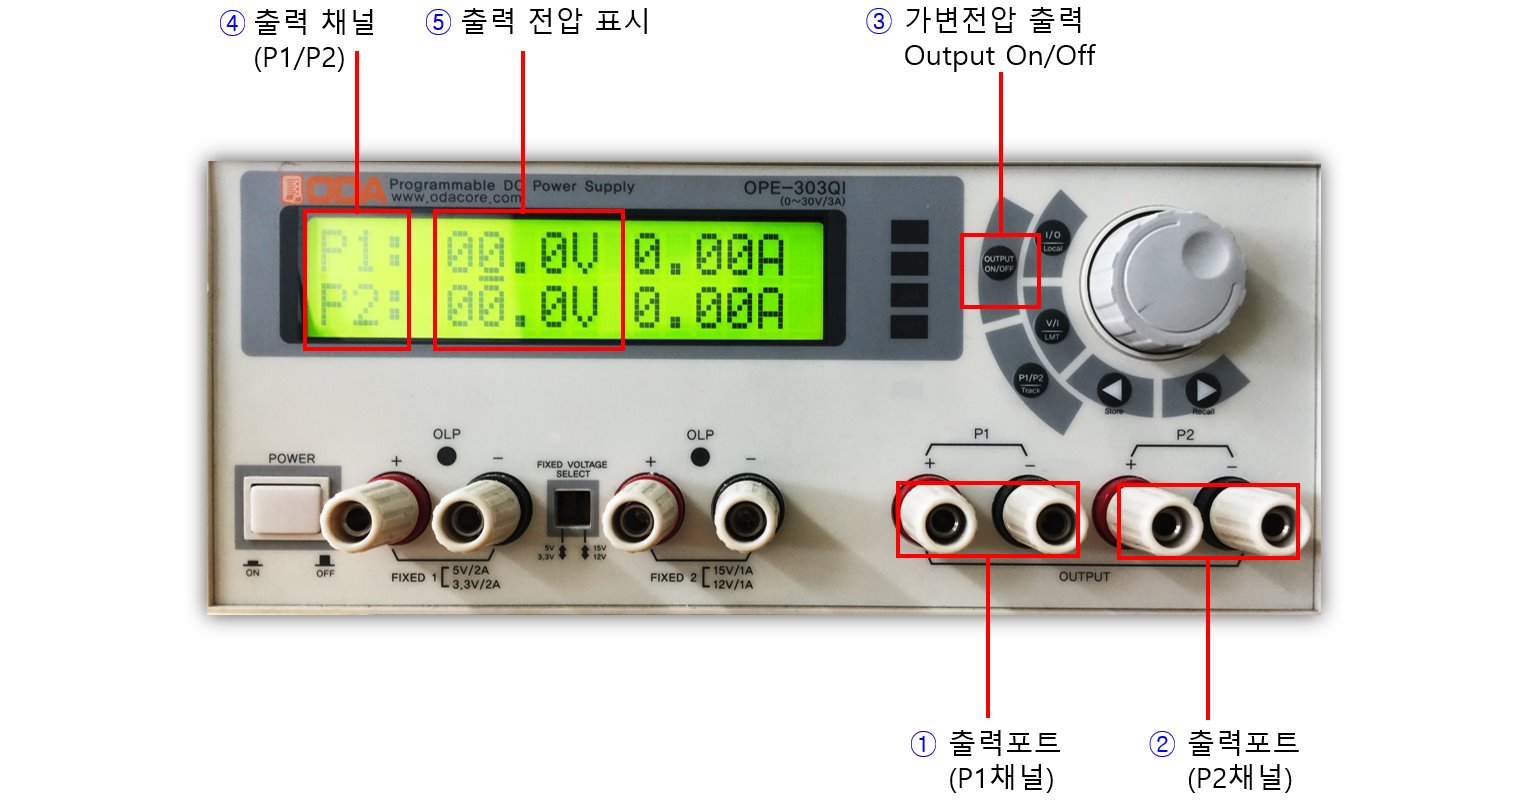 ④ 출력 채널
(P1/P2)
⑤ 출력 전압 표시
③ 가변전압 출력
Output On/Off
ODA
Programmable DC Power Supply
www.odacore.com
OPE-303QI
(0~30V/3A)
P1: 00.0V 0.00A
P2: 00.0V 0.00A
OUTPUT
ON/OFF
I/O
Local
V/I
LMT
P1/P2
Track
Store
Recall
POWER
ON
OFF
+
OLP
−
FIXED 1
5V/2A
3.3V/2A
FIXED VOLTAGE
SELECT
5V
3.3V
15V
12V
+
OLP
−
FIXED 2
15V/1A
12V/1A
P1
+
−
P2
+
−
OUTPUT
① 출력포트
(P1채널)
② 출력포트
(P2채널)